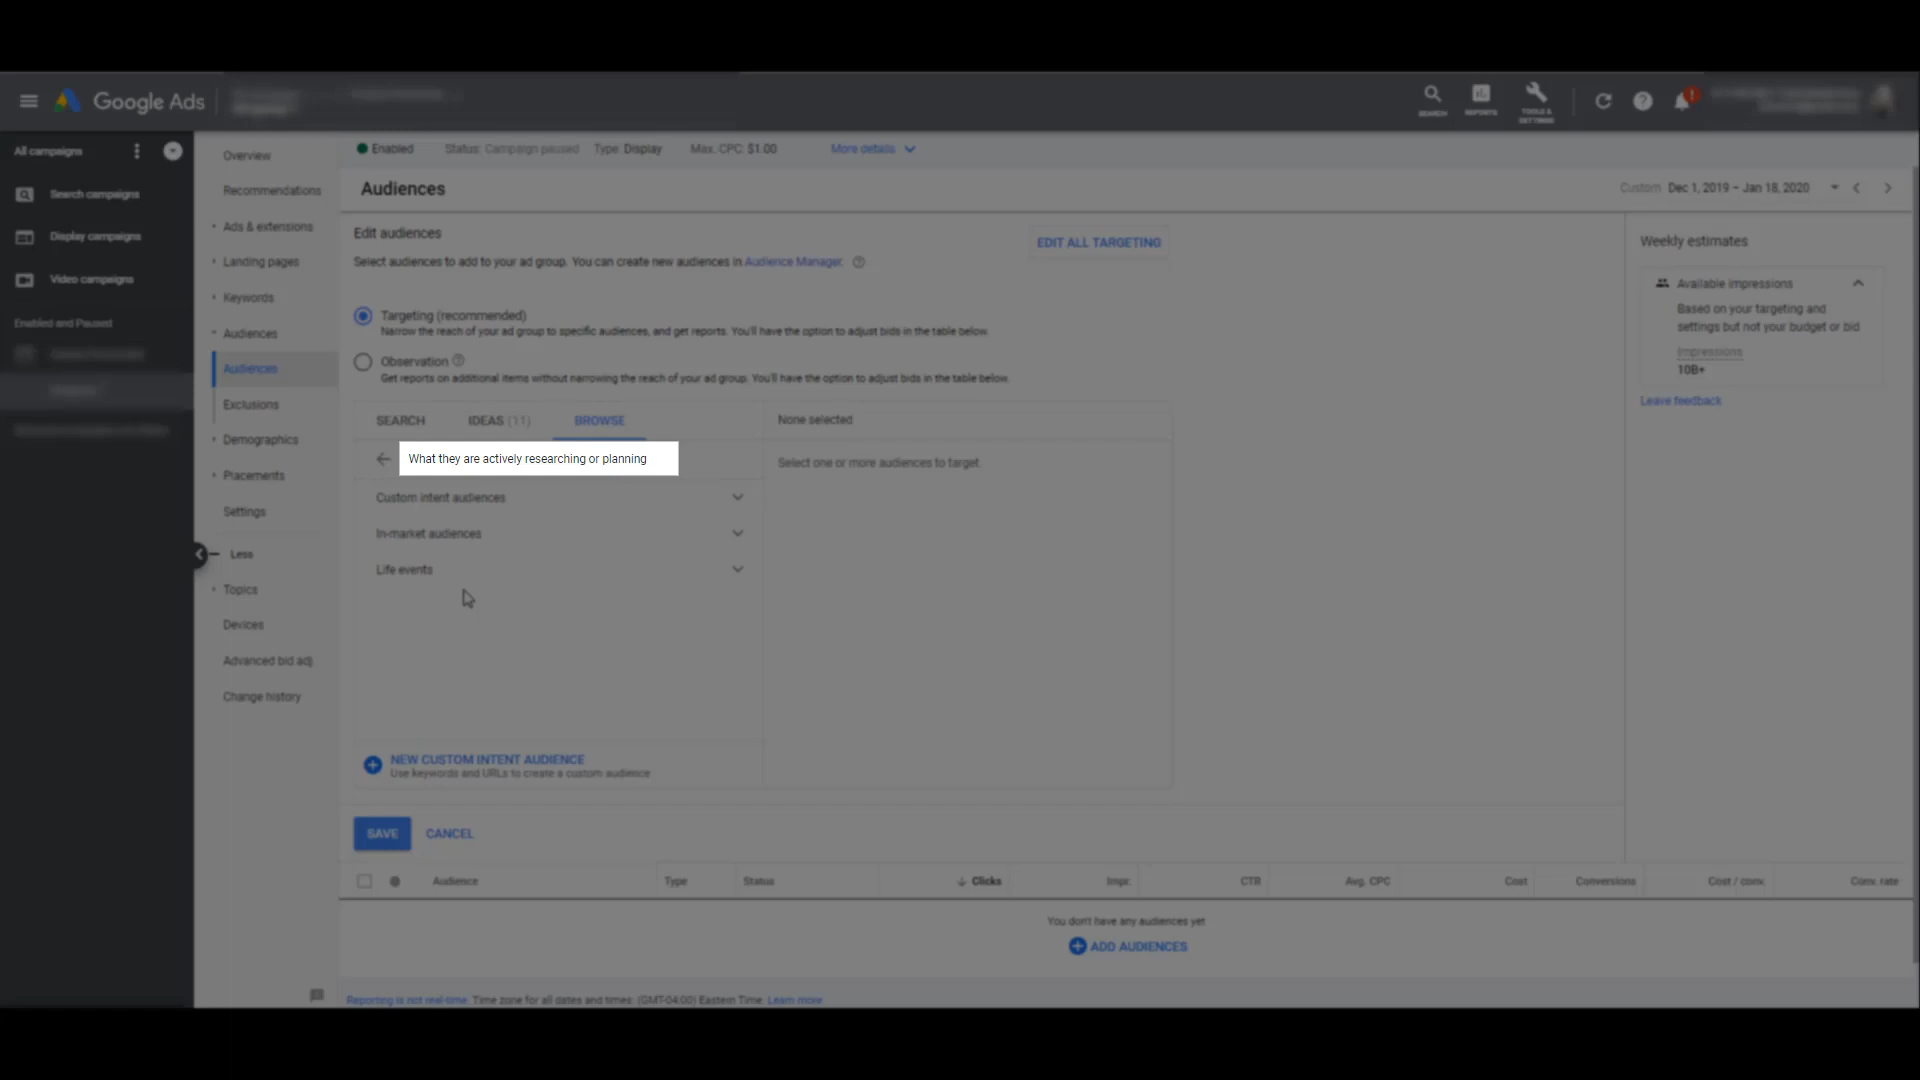 Google Ads
SEARCH
REPORTS
TOOLS & SETTINGS
All campaigns
Search campaigns
Display campaigns
Video campaigns
Enabled and Paused
Overview
Recommendations
Ads & extensions
Landing pages
Keywords
Audiences
Audiences
Exclusions
Demographics
Placements
Settings
Less
Topics
Devices
Advanced bid adj.
Change history
Enabled Status: Campaign paused Type: Display Max. CPC: $1.00 More details
Audiences
Custom Dec 1, 2019 – Jan 18, 2020
Edit audiences
EDIT ALL TARGETING
Select audiences to add to your ad group. You can create new audiences in Audience Manager.
Targeting (recommended)
Narrow the reach of your ad group to specific audiences, and get reports. You'll have the option to adjust bids in the table below.
Observation
Get reports on additional items without narrowing the reach of your ad group. You'll have the option to adjust bids in the table below.
SEARCH IDEAS (11) BROWSE
None selected
What they are actively researching or planning
Select one or more audiences to target.
Custom intent audiences
In-market audiences
Life events
NEW CUSTOM INTENT AUDIENCE
Use keywords and URLs to create a custom audience
Weekly estimates
Available impressions
Based on your targeting and
settings but not your budget or bid
Impressions
10B+
Leave feedback
SAVE CANCEL
Audience Type Status Clicks Impr. CTR Avg. CPC Cost Conversions Cost / conv. Conv. rate
You don't have any audiences yet
ADD AUDIENCES
Reporting is not real-time. Time zone for all dates and times: (GMT-04:00) Eastern Time. Learn more